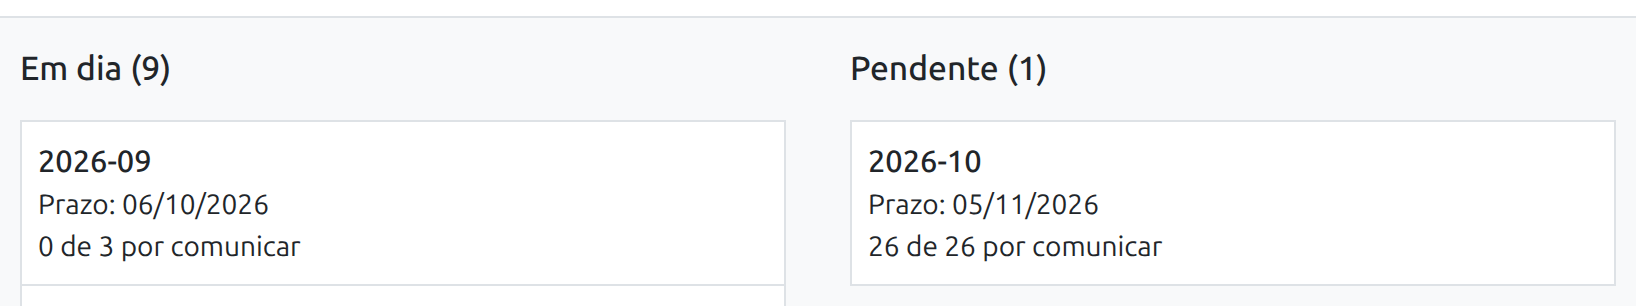 Em dia (9)
2026-09
Prazo: 06/10/2026
0 de 3 por comunicar
Pendente (1)
2026-10
Prazo: 05/11/2026
26 de 26 por comunicar